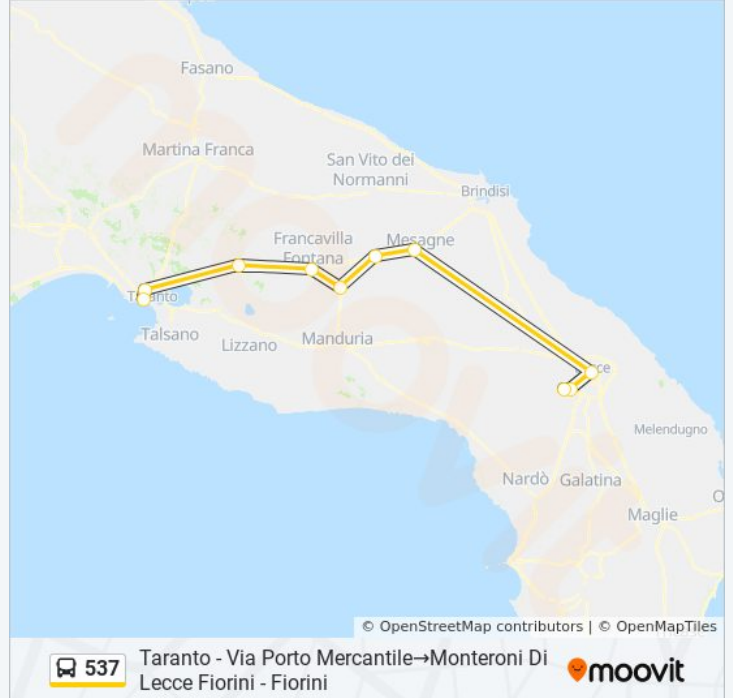 Fasano
Martina Franca
San Vito dei
Normanni
Brindisi
Francavilla
Fontana
Mesagne
Taranto
Talsano
Lizzano
Manduria
Melendugno
Nardò
Galatina
Maglie
© OpenStreetMap contributors | © OpenMapTiles
537
Taranto - Via Porto Mercantile→Monteroni Di
Lecce Fiorini - Fiorini
moovit